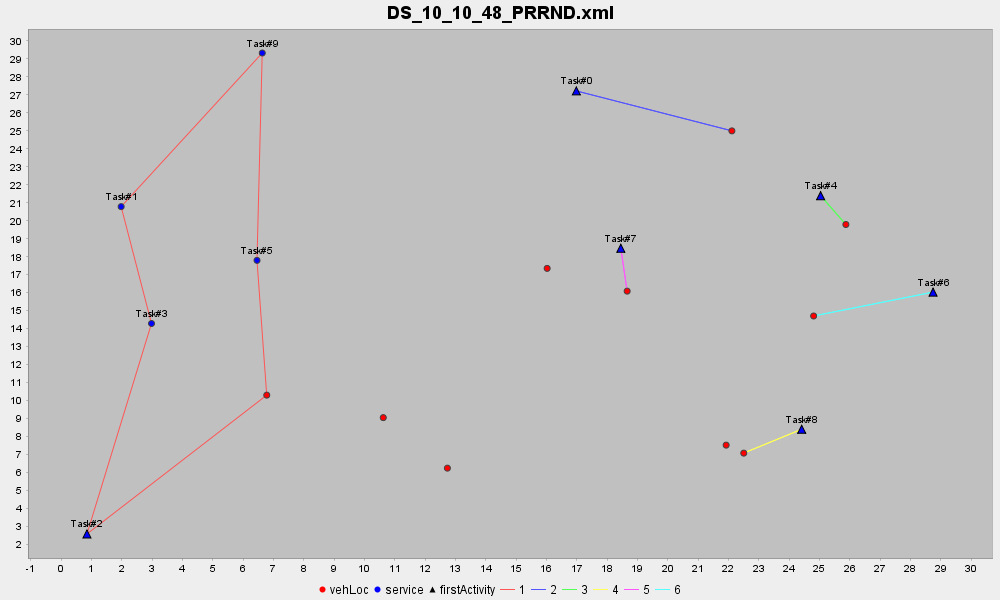 DS_10_10_48_PRRND.xml
30
29
28
27
26
25
24
23
22
21
20
19
18
17
16
15
14
13
12
11
10
9
8
7
6
5
4
3
2
Task#9
Task#0
Task#1
Task#4
Task#7
Task#5
Task#6
Task#3
Task#8
Task#2
-1 0 1 2 3 4 5 6 7 8 9 10 11 12 13 14 15 16 17 18 19 20 21 22 23 24 25 26 27 28 29 30
vehLoc service firstActivity 1 2 3 4 5 6